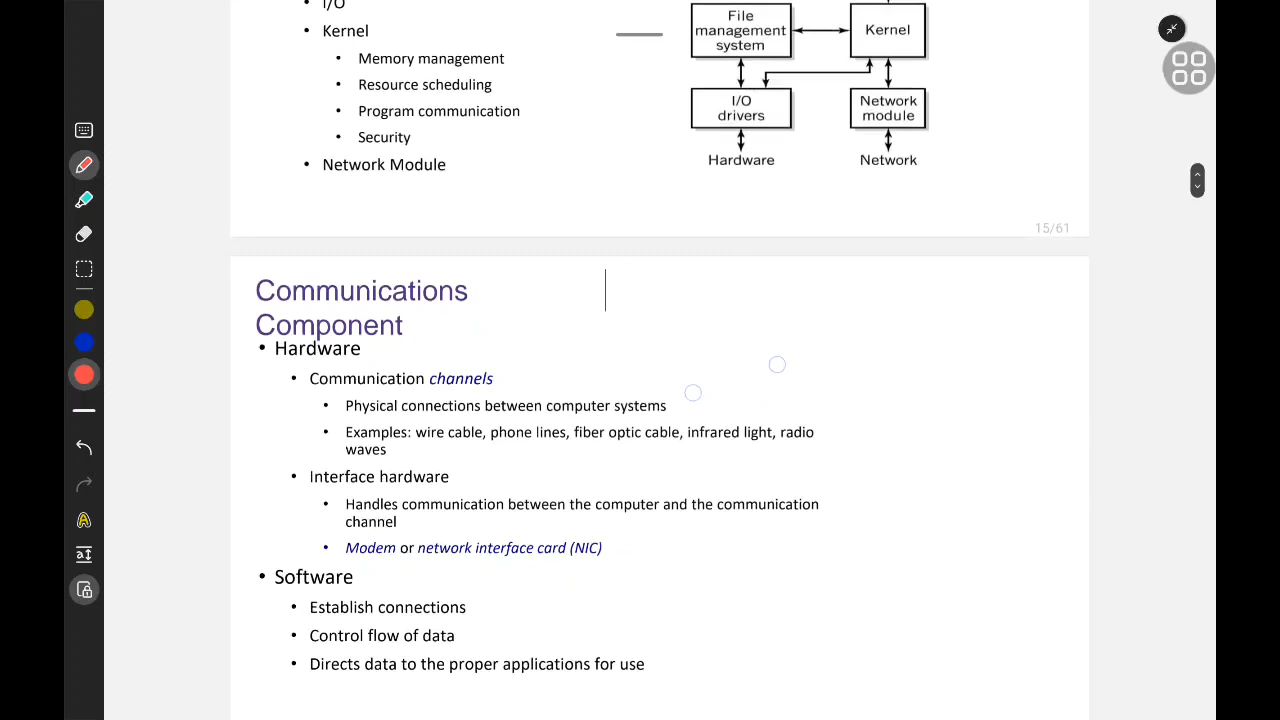 I/O
Kernel
Memory management
Resource scheduling
Program communication
Security
Network Module
File
management
system
Kernel
I/O
drivers
Network
module
Hardware
Network
15/61
Communications
Component
Hardware
Communication channels
Physical connections between computer systems
Examples: wire cable, phone lines, fiber optic cable, infrared light, radio
waves
Interface hardware
Handles communication between the computer and the communication
channel
Modem or network interface card (NIC)
Software
Establish connections
Control flow of data
Directs data to the proper applications for use